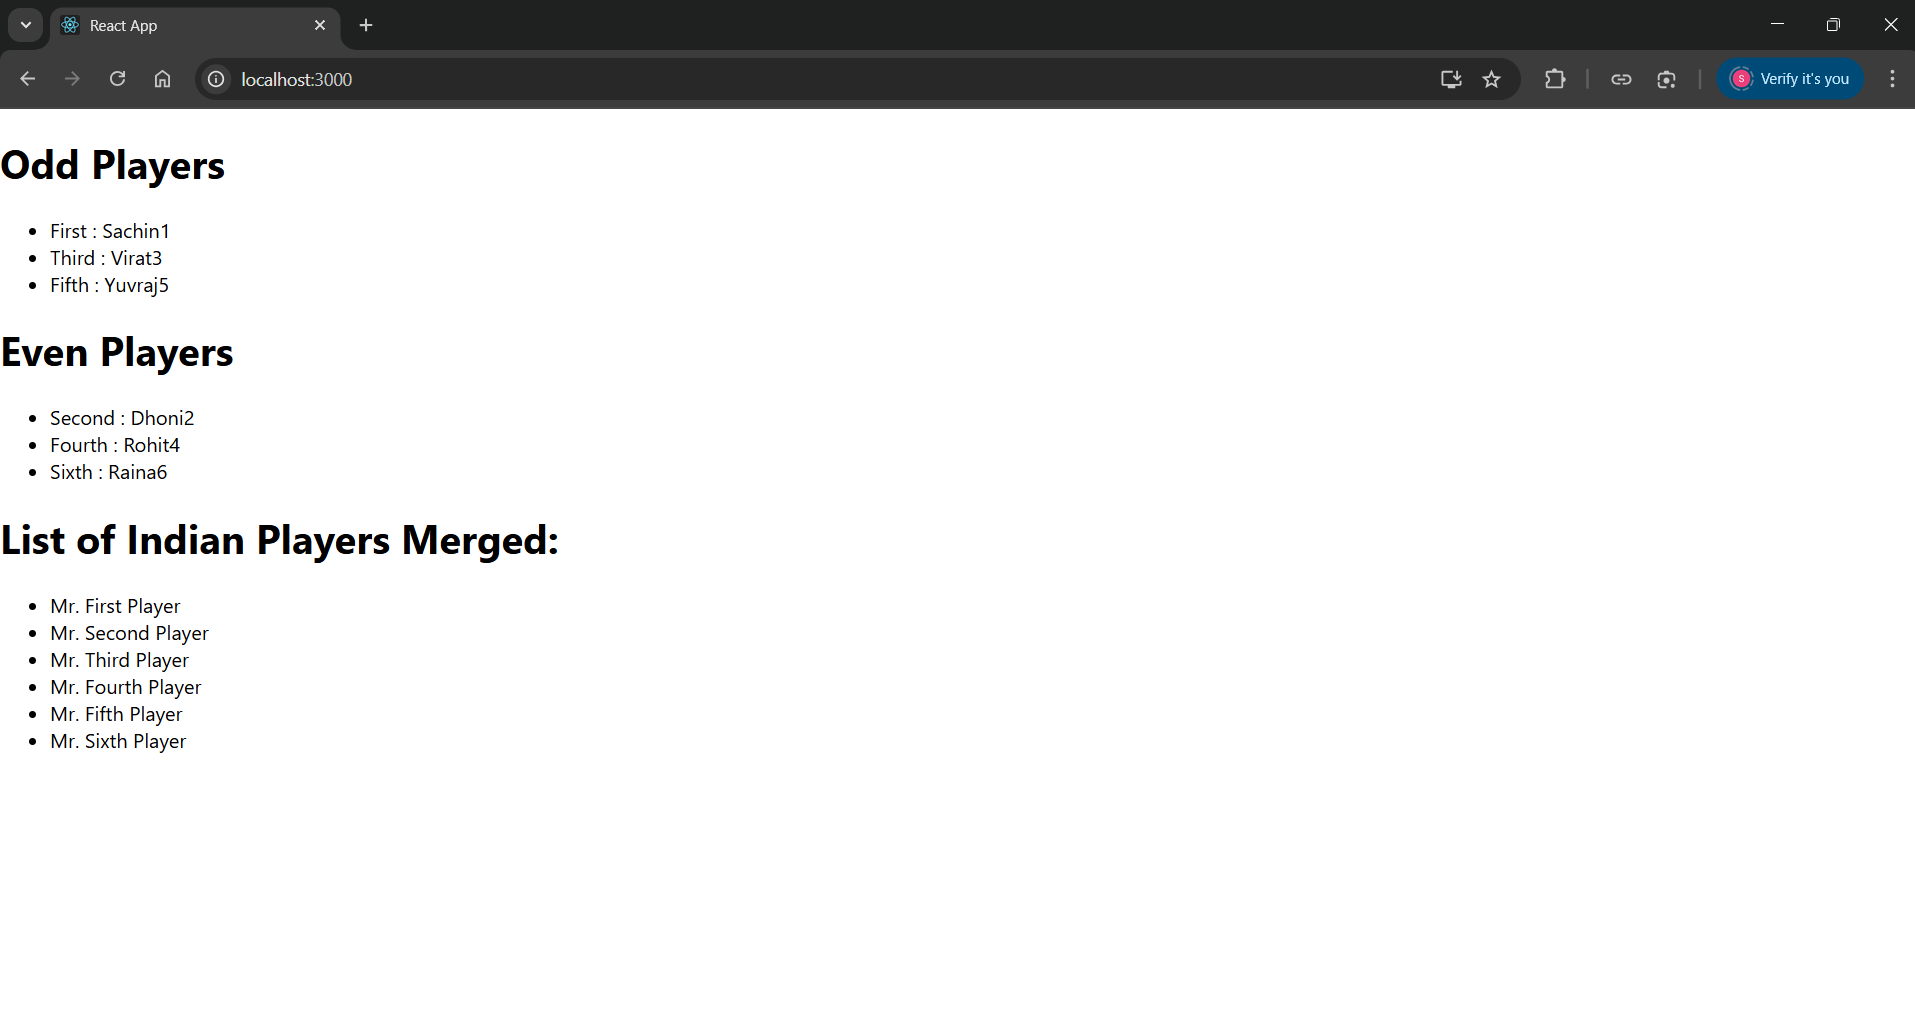 React App
localhost:3000
S
Verify it's you
Odd Players
First : Sachin1
Third : Virat3
Fifth : Yuvraj5
Even Players
Second : Dhoni2
Fourth : Rohit4
Sixth : Raina6
List of Indian Players Merged:
Mr. First Player
Mr. Second Player
Mr. Third Player
Mr. Fourth Player
Mr. Fifth Player
Mr. Sixth Player